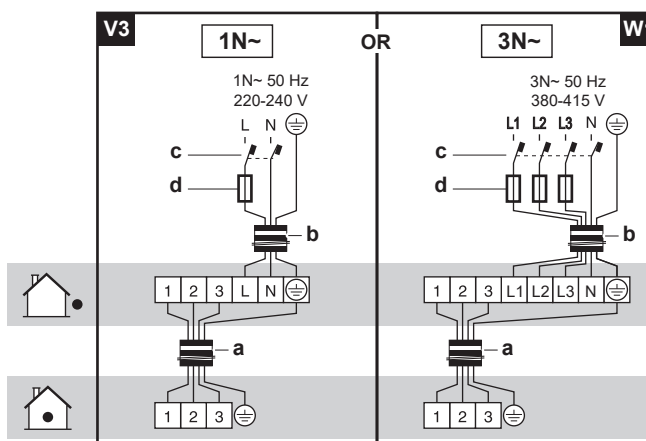 V3
1N~
OR
3N~
W1
1N~ 50 Hz
220-240 V
3N~ 50 Hz
380-415 V
L N
L1 L2 L3 N
c
d
b
c
d
b
1 2 3 L N
1 2 3 L1 L2 L3 N
a
a
1 2 3
1 2 3